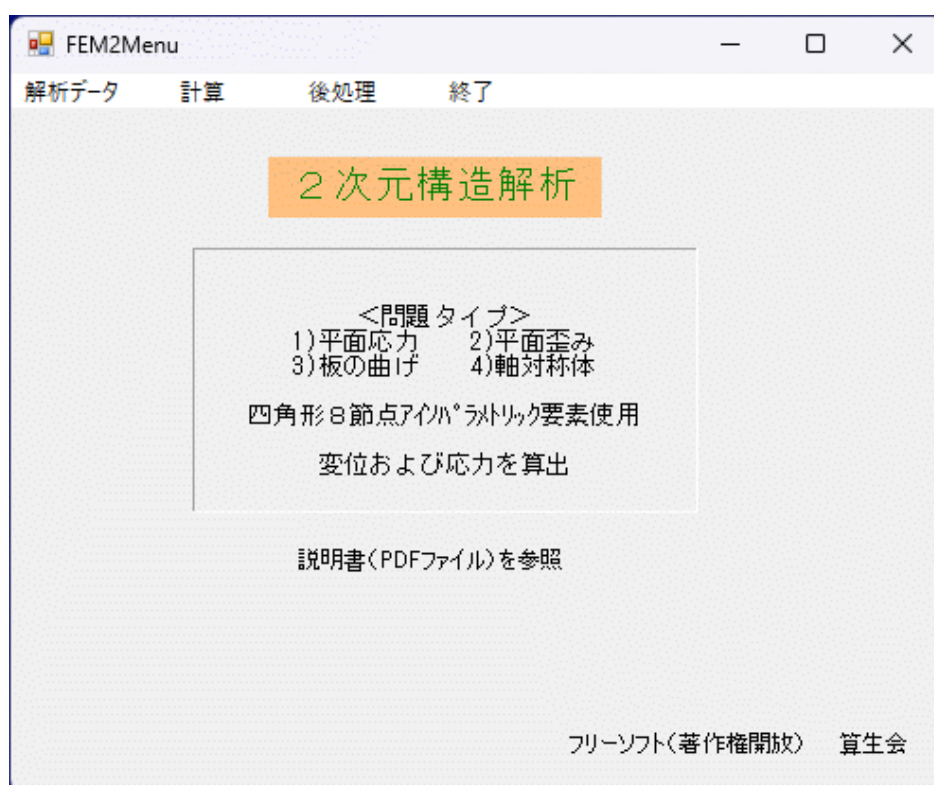 FEM2Menu
解析データ 計算 後処理 終了
２次元構造解析
＜問題タイプ＞
1)平面応力 2)平面歪み
3)板の曲げ 4)軸対称体
四角形８節点ｱｲｿﾊﾟﾗﾒﾄﾘｯｸ要素使用
変位および応力を算出
説明書(PDFファイル)を参照
フリーソフト(著作権開放) 算生会